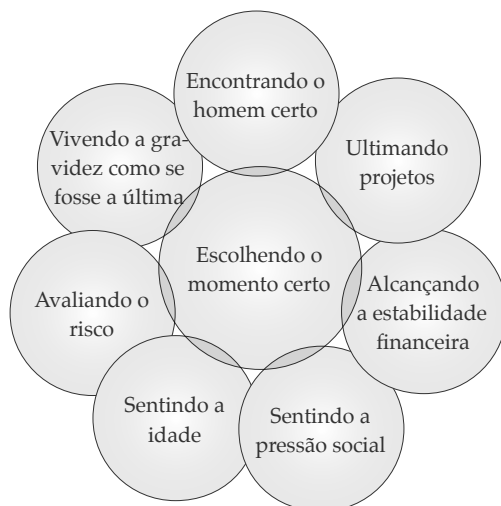 Encontrando o
homem certo
Ultimando
projetos
Alcançando
a estabilidade
financeira
Sentindo a
pressão social
Sentindo a
idade
Avaliando o
risco
Vivendo a gra-
videz como se
fosse a última
Escolhendo o
momento certo